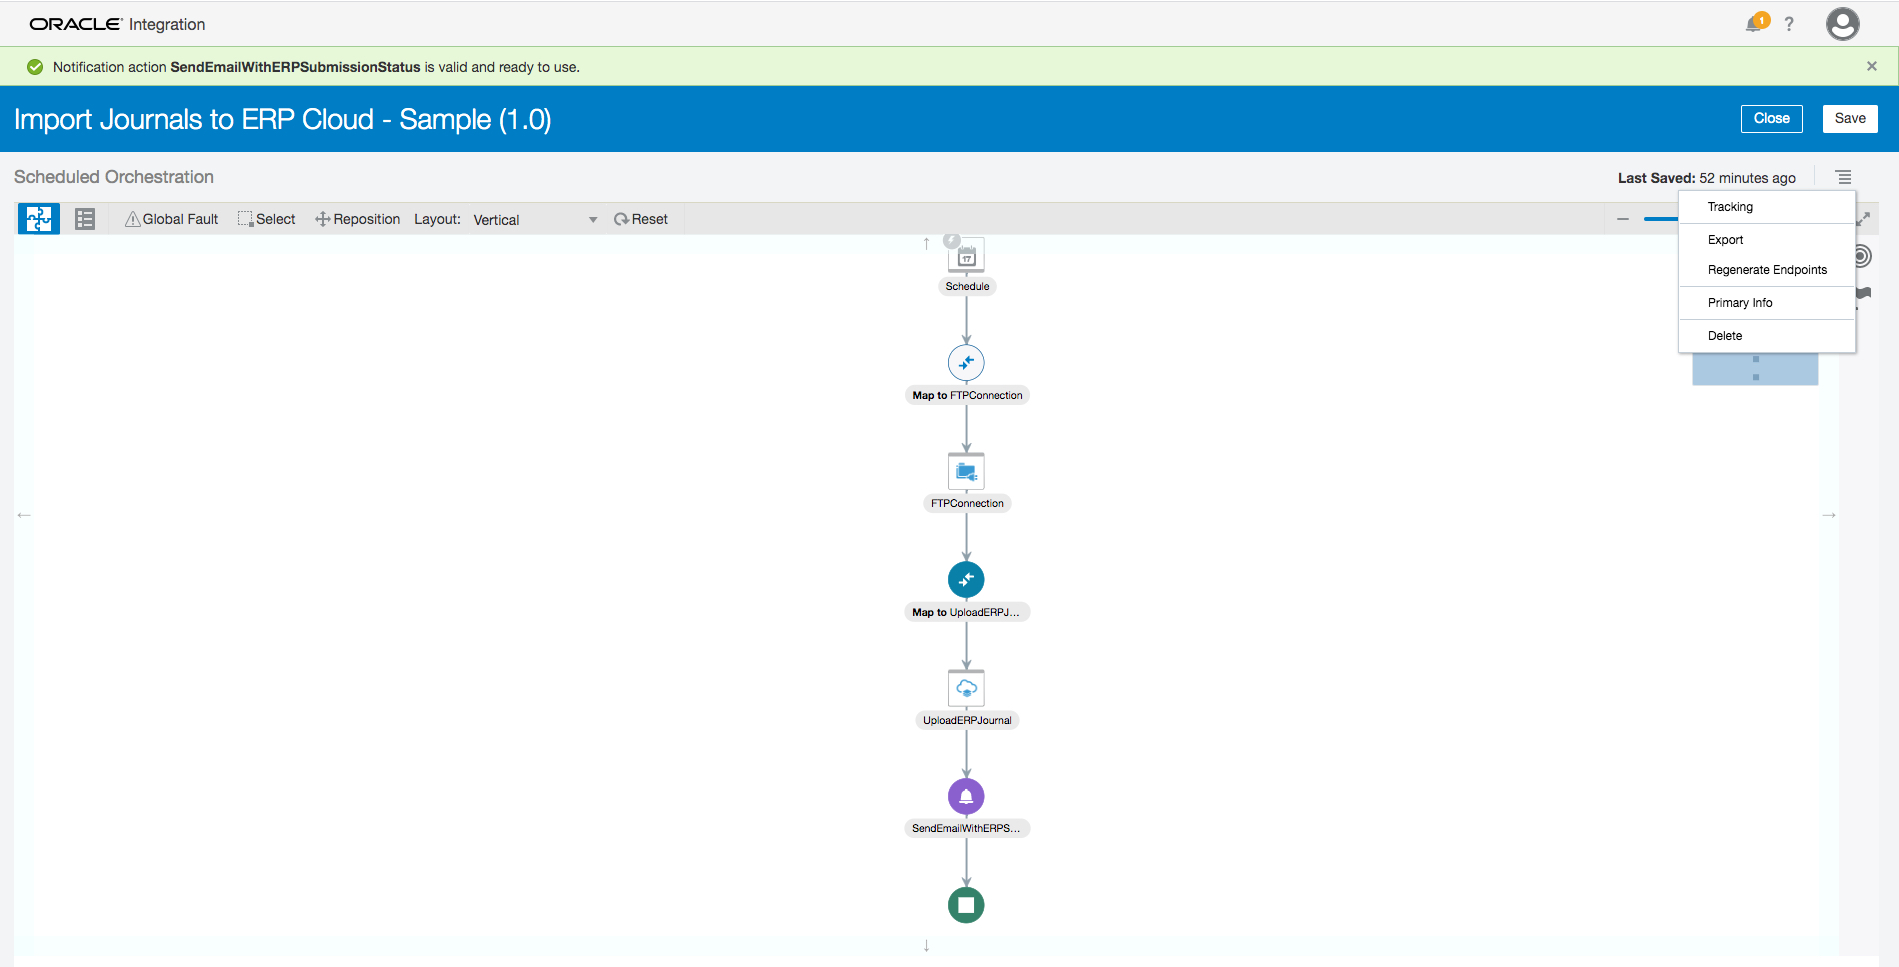 ORACLE Integration
1
?
Notification action SendEmailWithERPSubmissionStatus is valid and ready to use.
Import Journals to ERP Cloud - Sample (1.0)
Close
Save
Scheduled Orchestration
Last Saved: 52 minutes ago
Global Fault
Select
Reposition
Layout:
Vertical
Reset
Tracking
Export
Regenerate Endpoints
Primary Info
Delete
17
Schedule
Map to FTPConnection
FTPConnection
Map to UploadERPJ...
UploadERPJournal
SendEmailWithERPS...